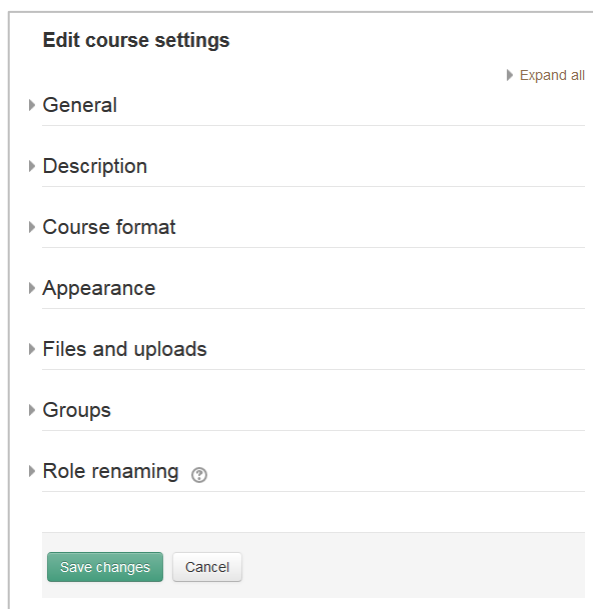 Edit course settings
Expand all
General
Description
Course format
Appearance
Files and uploads
Groups
Role renaming ?
Save changes Cancel